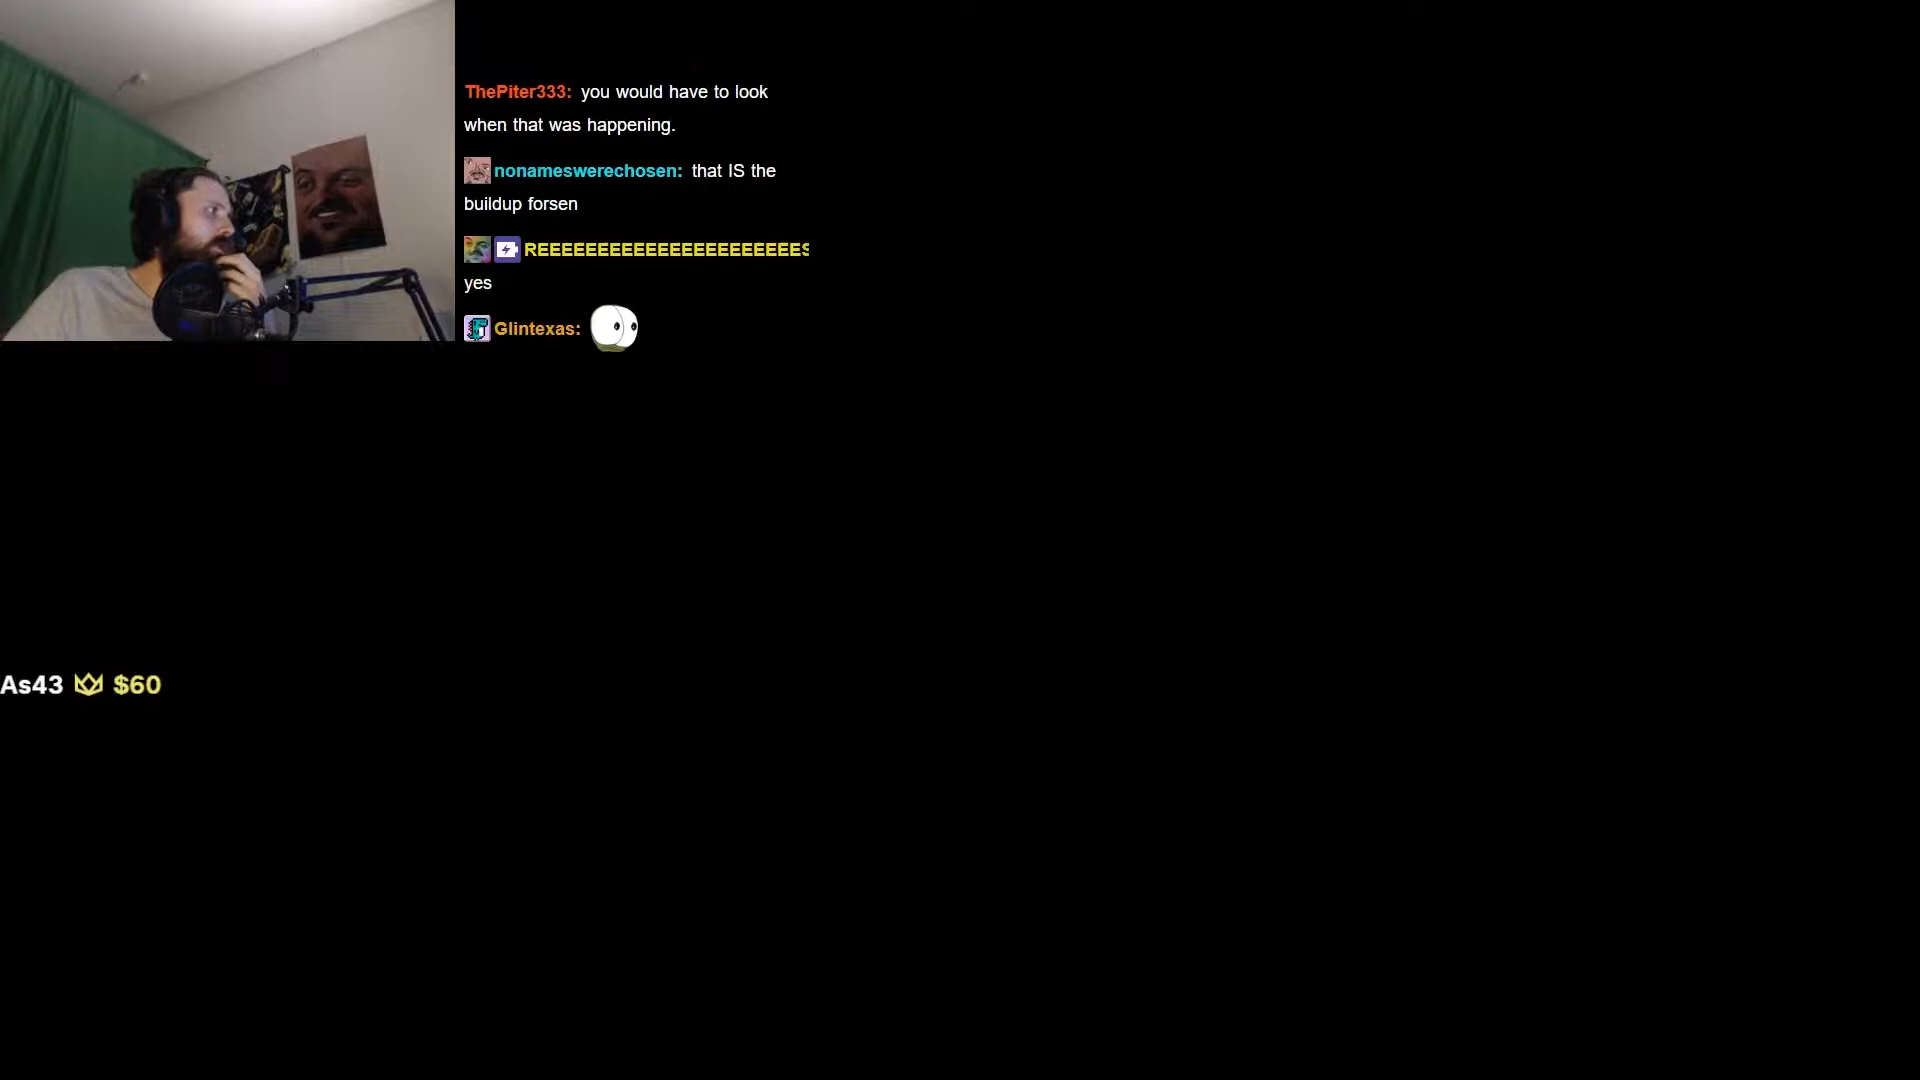 ThePiter333: you would have to look
when that was happening.
nonameswerechosen: that IS the
buildup forsen
REEEEEEEEEEEEEEEEEEEEEES
yes
Glintexas:
As43 $60